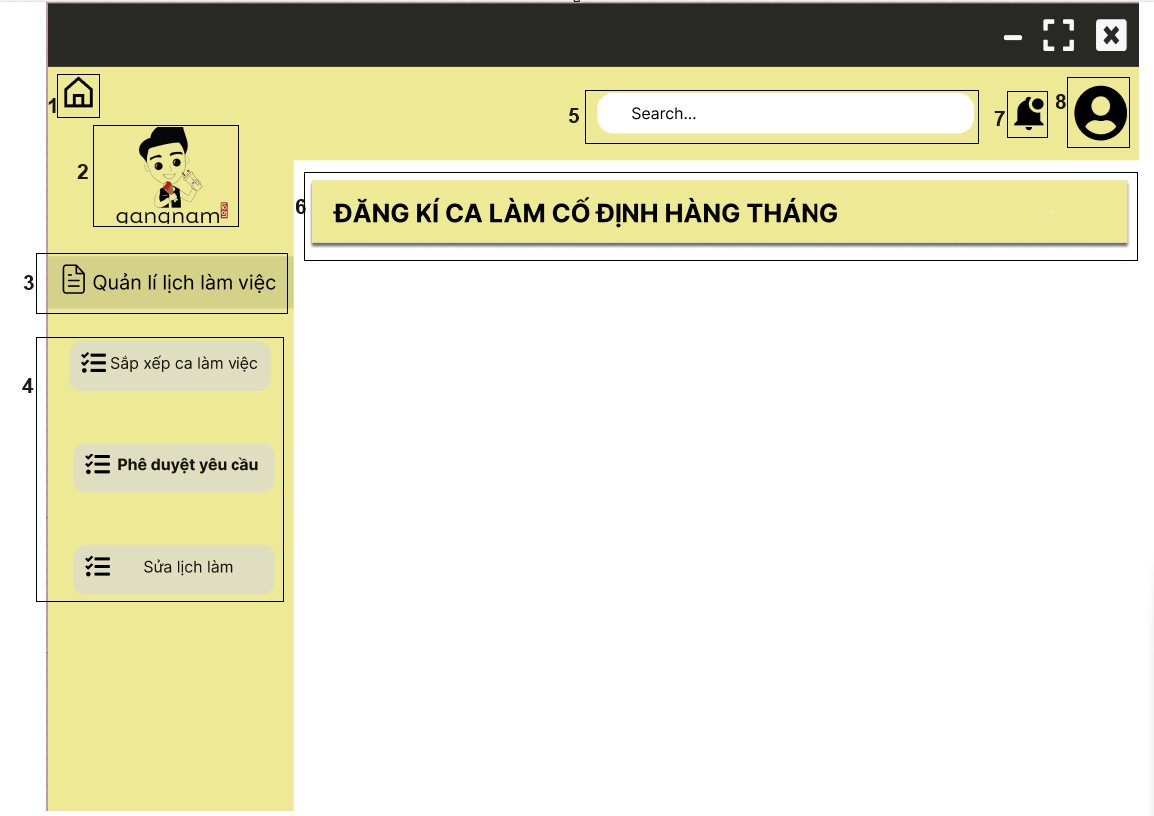 1
5
Search...
7
8
2
gangnam
6
ĐĂNG KÍ CA LÀM CỐ ĐỊNH HÀNG THÁNG
3
Quản lí lịch làm việc
4
Sắp xếp ca làm việc
Phê duyệt yêu cầu
Sửa lịch làm